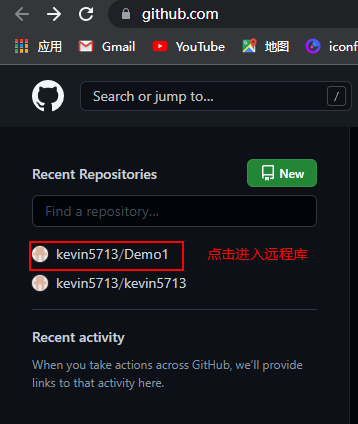 github.com
应用 Gmail YouTube 地图 iconf
Search or jump to... /
Recent Repositories New
Find a repository...
kevin5713/Demo1 点击进入远程库
kevin5713/kevin5713
Recent activity
When you take actions across GitHub, we'll provide
links to that activity here.